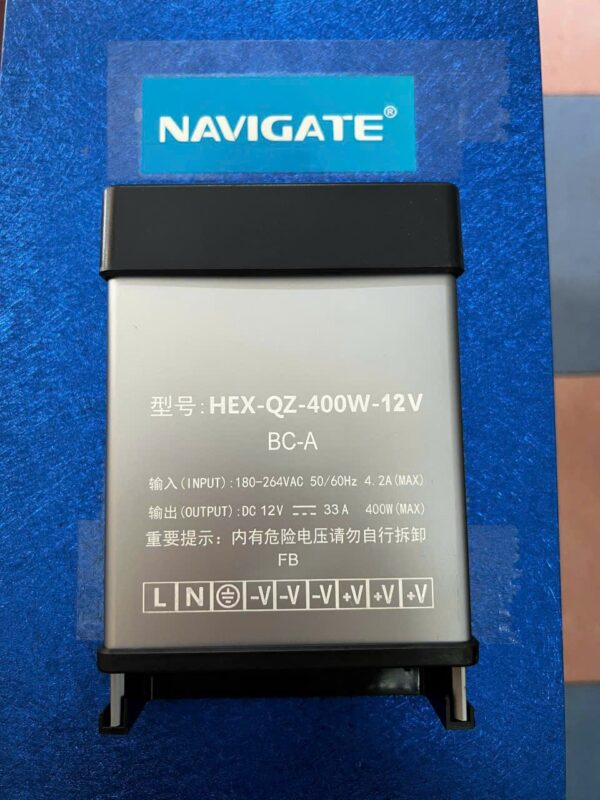 NAVIGATE®
型号:HEX-QZ-400W-12V
BC-A
输入(INPUT):180-264VAC 50/60Hz 4.2A(MAX)
输出(OUTPUT):DC 12V ⎓ 33A 400W(MAX)
重要提示：内有危险电压请勿自行拆卸
FB
L N ⏚ -V -V -V +V +V +V